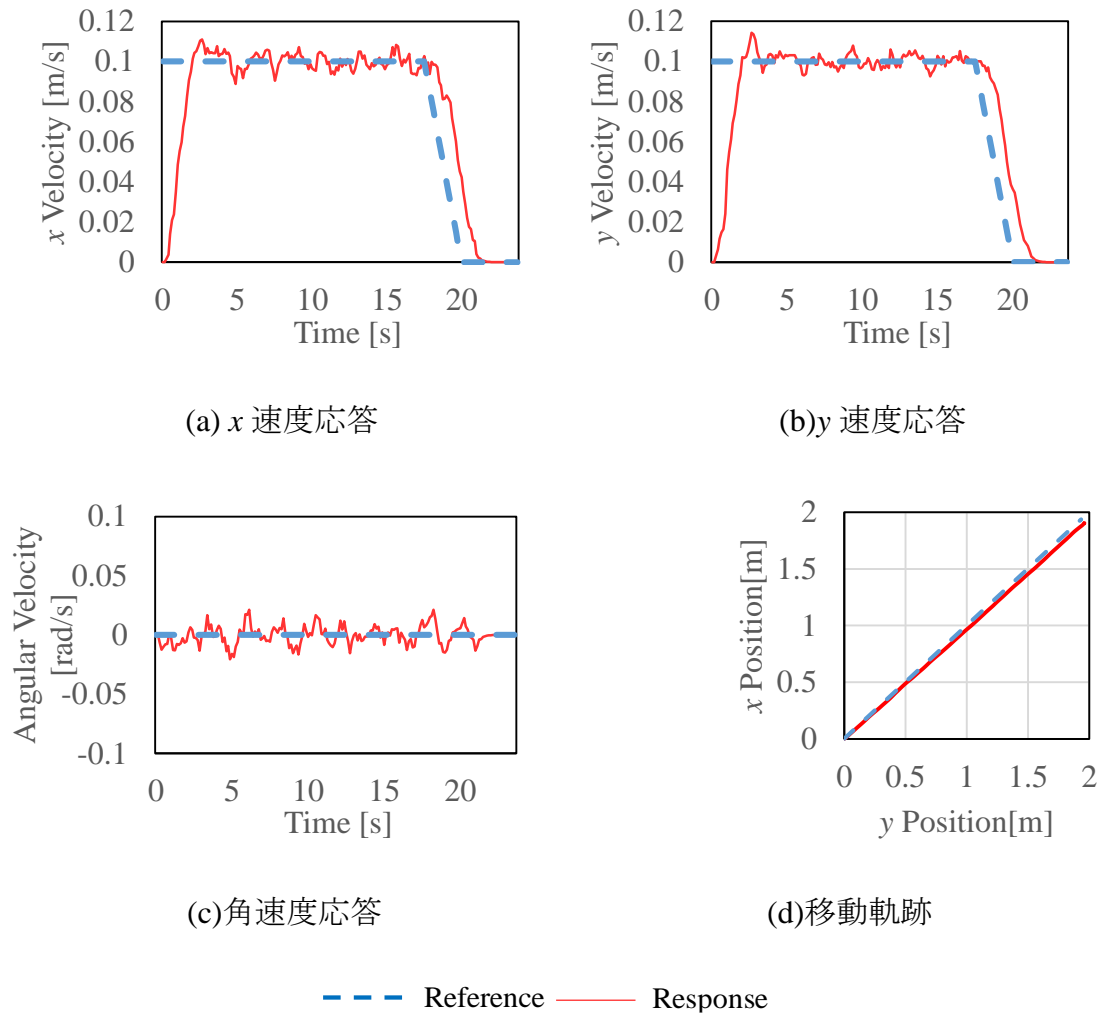 0.12
0.1
0.08
0.06
0.04
0.02
0
x Velocity [m/s]
0 5 10 15 20
Time [s]
(a) x 速度応答
0.12
0.1
0.08
0.06
0.04
0.02
0
y Velocity [m/s]
0 5 10 15 20
Time [s]
(b)y 速度応答
0.1
0.05
0
-0.05
-0.1
Angular Velocity
[rad/s]
0 5 10 15 20
Time [s]
(c)角速度応答
2
1.5
1
0.5
0
x Position[m]
0 0.5 1 1.5 2
y Position[m]
(d)移動軌跡
Reference Response